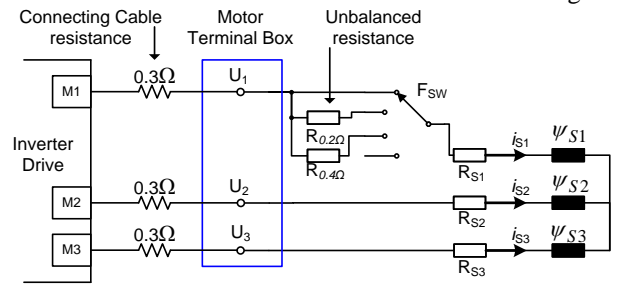 Connecting Cable
resistance
Motor
Terminal Box
Unbalanced
resistance
M1
0.3Ω
U1
FSW
R0.2Ω
R0.4Ω
Inverter
Drive
RS1
iS1
ψS1
M2
0.3Ω
U2
RS2
iS2
ψS2
M3
0.3Ω
U3
RS3
iS3
ψS3